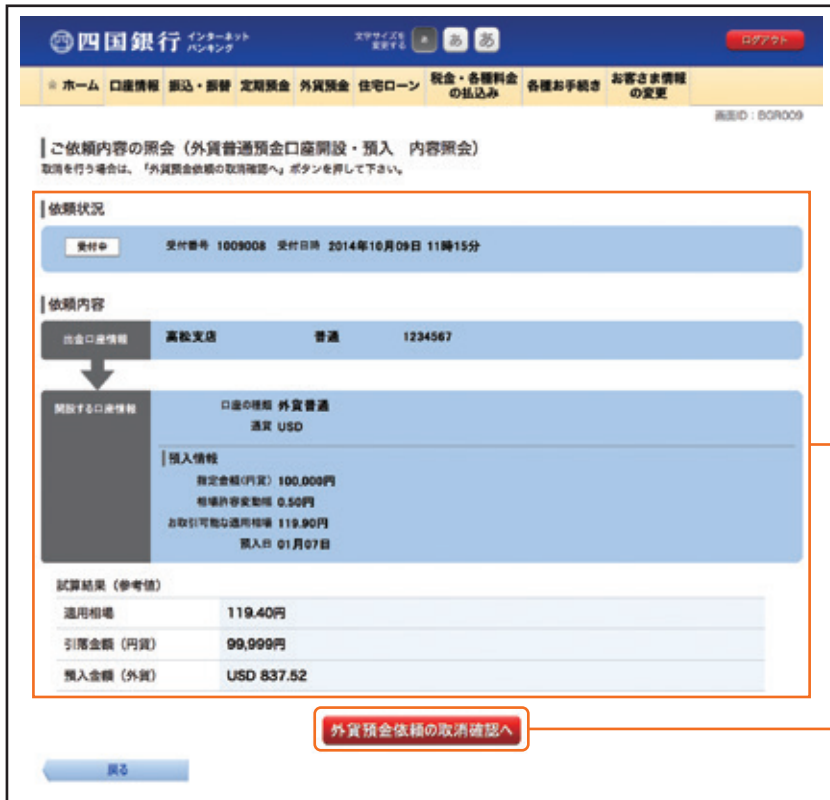 四国銀行 インターネットバンキング
文字サイズを変更する あ あ あ
ログアウト
ホーム 口座情報 振込・振替 定期預金 外貨預金 住宅ローン 税金・各種料金の払込み 各種お手続き お客さま情報の変更
画面ID：BGR009
ご依頼内容の照会（外貨普通預金口座開設・預入　内容照会）
取消を行う場合は、「外貨預金依頼の取消確認へ」ボタンを押して下さい。
依頼状況
受付中 受付番号 1009008 受付日時 2014年10月09日 11時15分
依頼内容
出金口座情報 高松支店 普通 1234567
開設する口座情報 口座の種類 外貨普通
通貨 USD
預入情報
指定金額(円貨) 100,000円
相場許容変動幅 0.50円
お取引可能な適用相場 119.90円
預入日 01月07日
試算結果（参考値）
適用相場 119.40円
引落金額（円貨） 99,999円
預入金額（外貨） USD 837.52
外貨預金依頼の取消確認へ
戻る